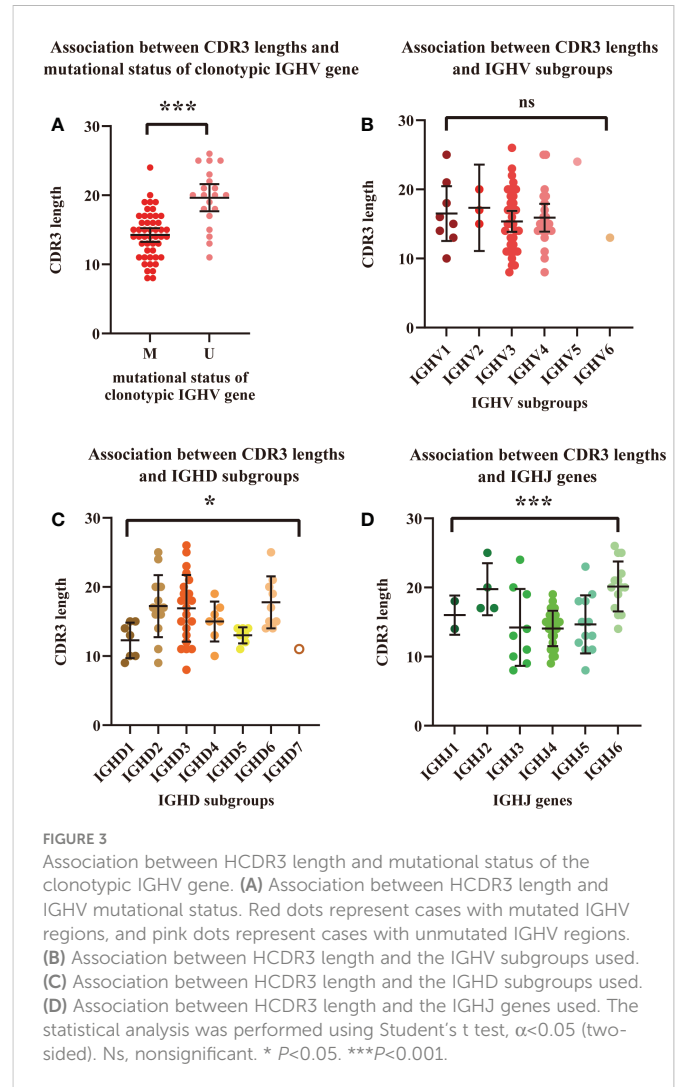 Association between CDR3 lengths and
mutational status of clonotypic IGHV gene
A
***
30
20
10
0
CDR3 length
M
U
mutational status of
clonotypic IGHV gene
Association between CDR3 lengths
and IGHV subgroups
B
ns
30
20
10
0
CDR3 length
IGHV1
IGHV2
IGHV3
IGHV4
IGHV5
IGHV6
IGHV subgroups
Association between CDR3 lengths
and IGHD subgroups
C
*
30
20
10
0
CDR3 length
IGHD1
IGHD2
IGHD3
IGHD4
IGHD5
IGHD6
IGHD7
IGHD subgroups
Association between CDR3 lengths
and IGHJ genes
D
***
30
20
10
0
CDR3 length
IGHJ1
IGHJ2
IGHJ3
IGHJ4
IGHJ5
IGHJ6
IGHJ genes
FIGURE 3
Association between HCDR3 length and mutational status of the
clonotypic IGHV gene. (A) Association between HCDR3 length and
IGHV mutational status. Red dots represent cases with mutated IGHV
regions, and pink dots represent cases with unmutated IGHV regions.
(B) Association between HCDR3 length and the IGHV subgroups used.
(C) Association between HCDR3 length and the IGHD subgroups used.
(D) Association between HCDR3 length and the IGHJ genes used. The
statistical analysis was performed using Student's t test, α<0.05 (two-
sided). Ns, nonsignificant. * P<0.05. ***P<0.001.